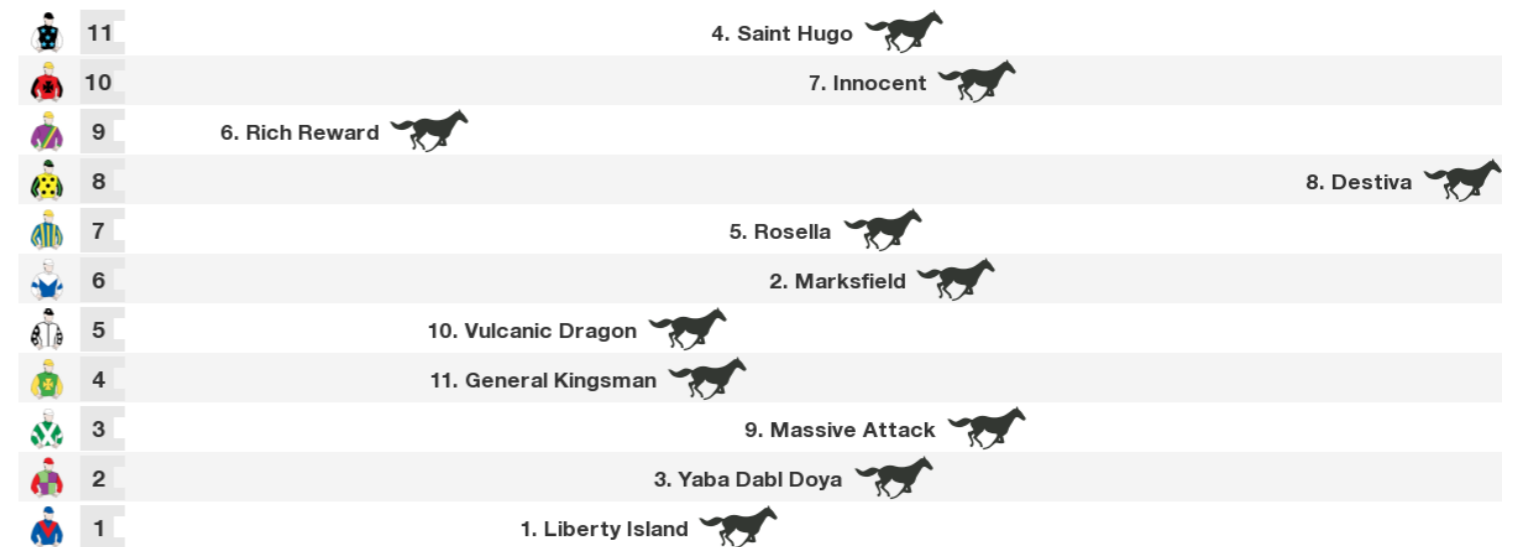 11 4. Saint Hugo
10 7. Innocent
9 6. Rich Reward
8 8. Destiva
7 5. Rosella
6 2. Marksfield
5 10. Vulcanic Dragon
4 11. General Kingsman
3 9. Massive Attack
2 3. Yaba Dabl Doya
1 1. Liberty Island